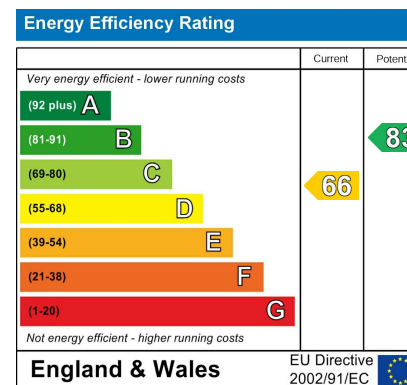 Energy Efficiency Rating
Current Potent
Very energy efficient - lower running costs
(92 plus) A
(81-91) B 83
(69-80) C
66
(55-68) D
(39-54) E
(21-38) F
(1-20) G
Not energy efficient - higher running costs
England & Wales
EU Directive
2002/91/EC